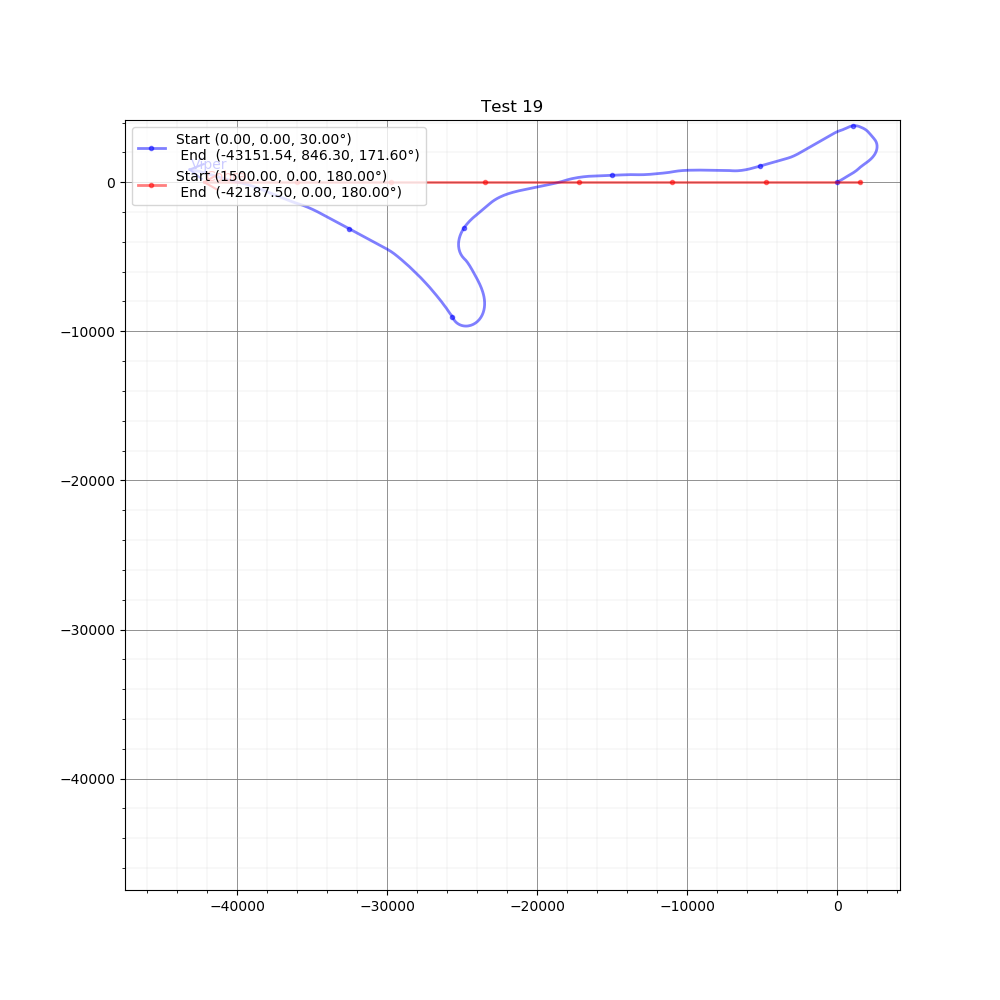 Test 19
Start (0.00, 0.00, 30.00°)
End (-43151.54, 846.30, 171.60°)
Viper
Start (1500.00, 0.00, 180.00°)
End (-42187.50, 0.00, 180.00°)
0
−10000
−20000
−30000
−40000
−40000 −30000 −20000 −10000 0